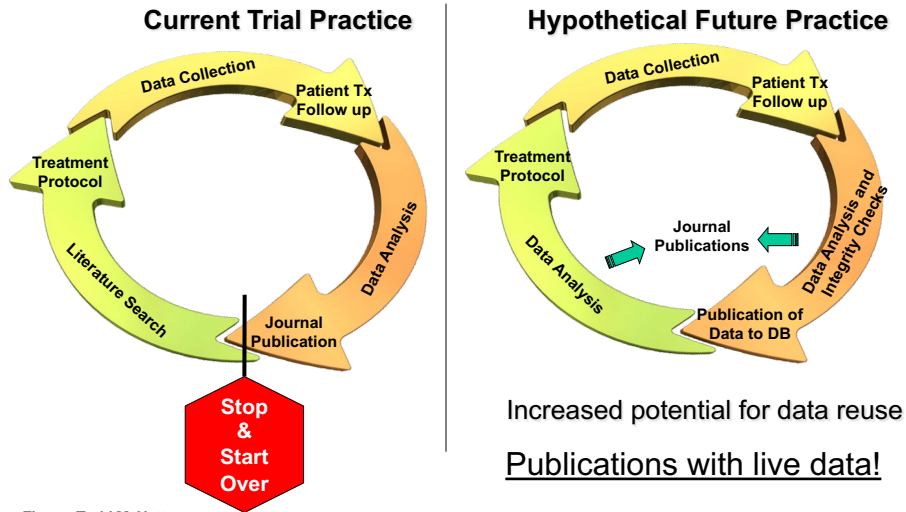 Current Trial Practice
Data Collection
Patient Tx
Follow up
Treatment
Protocol
Data Analysis
Literature Search
Journal
Publication
Stop
&
Start
Over
Hypothetical Future Practice
Data Collection
Patient Tx
Follow up
Treatment
Protocol
Data Analysis and
Integrity Checks
Journal
Publications
Data Analysis
Publication of
Data to DB
Increased potential for data reuse
Publications with live data!